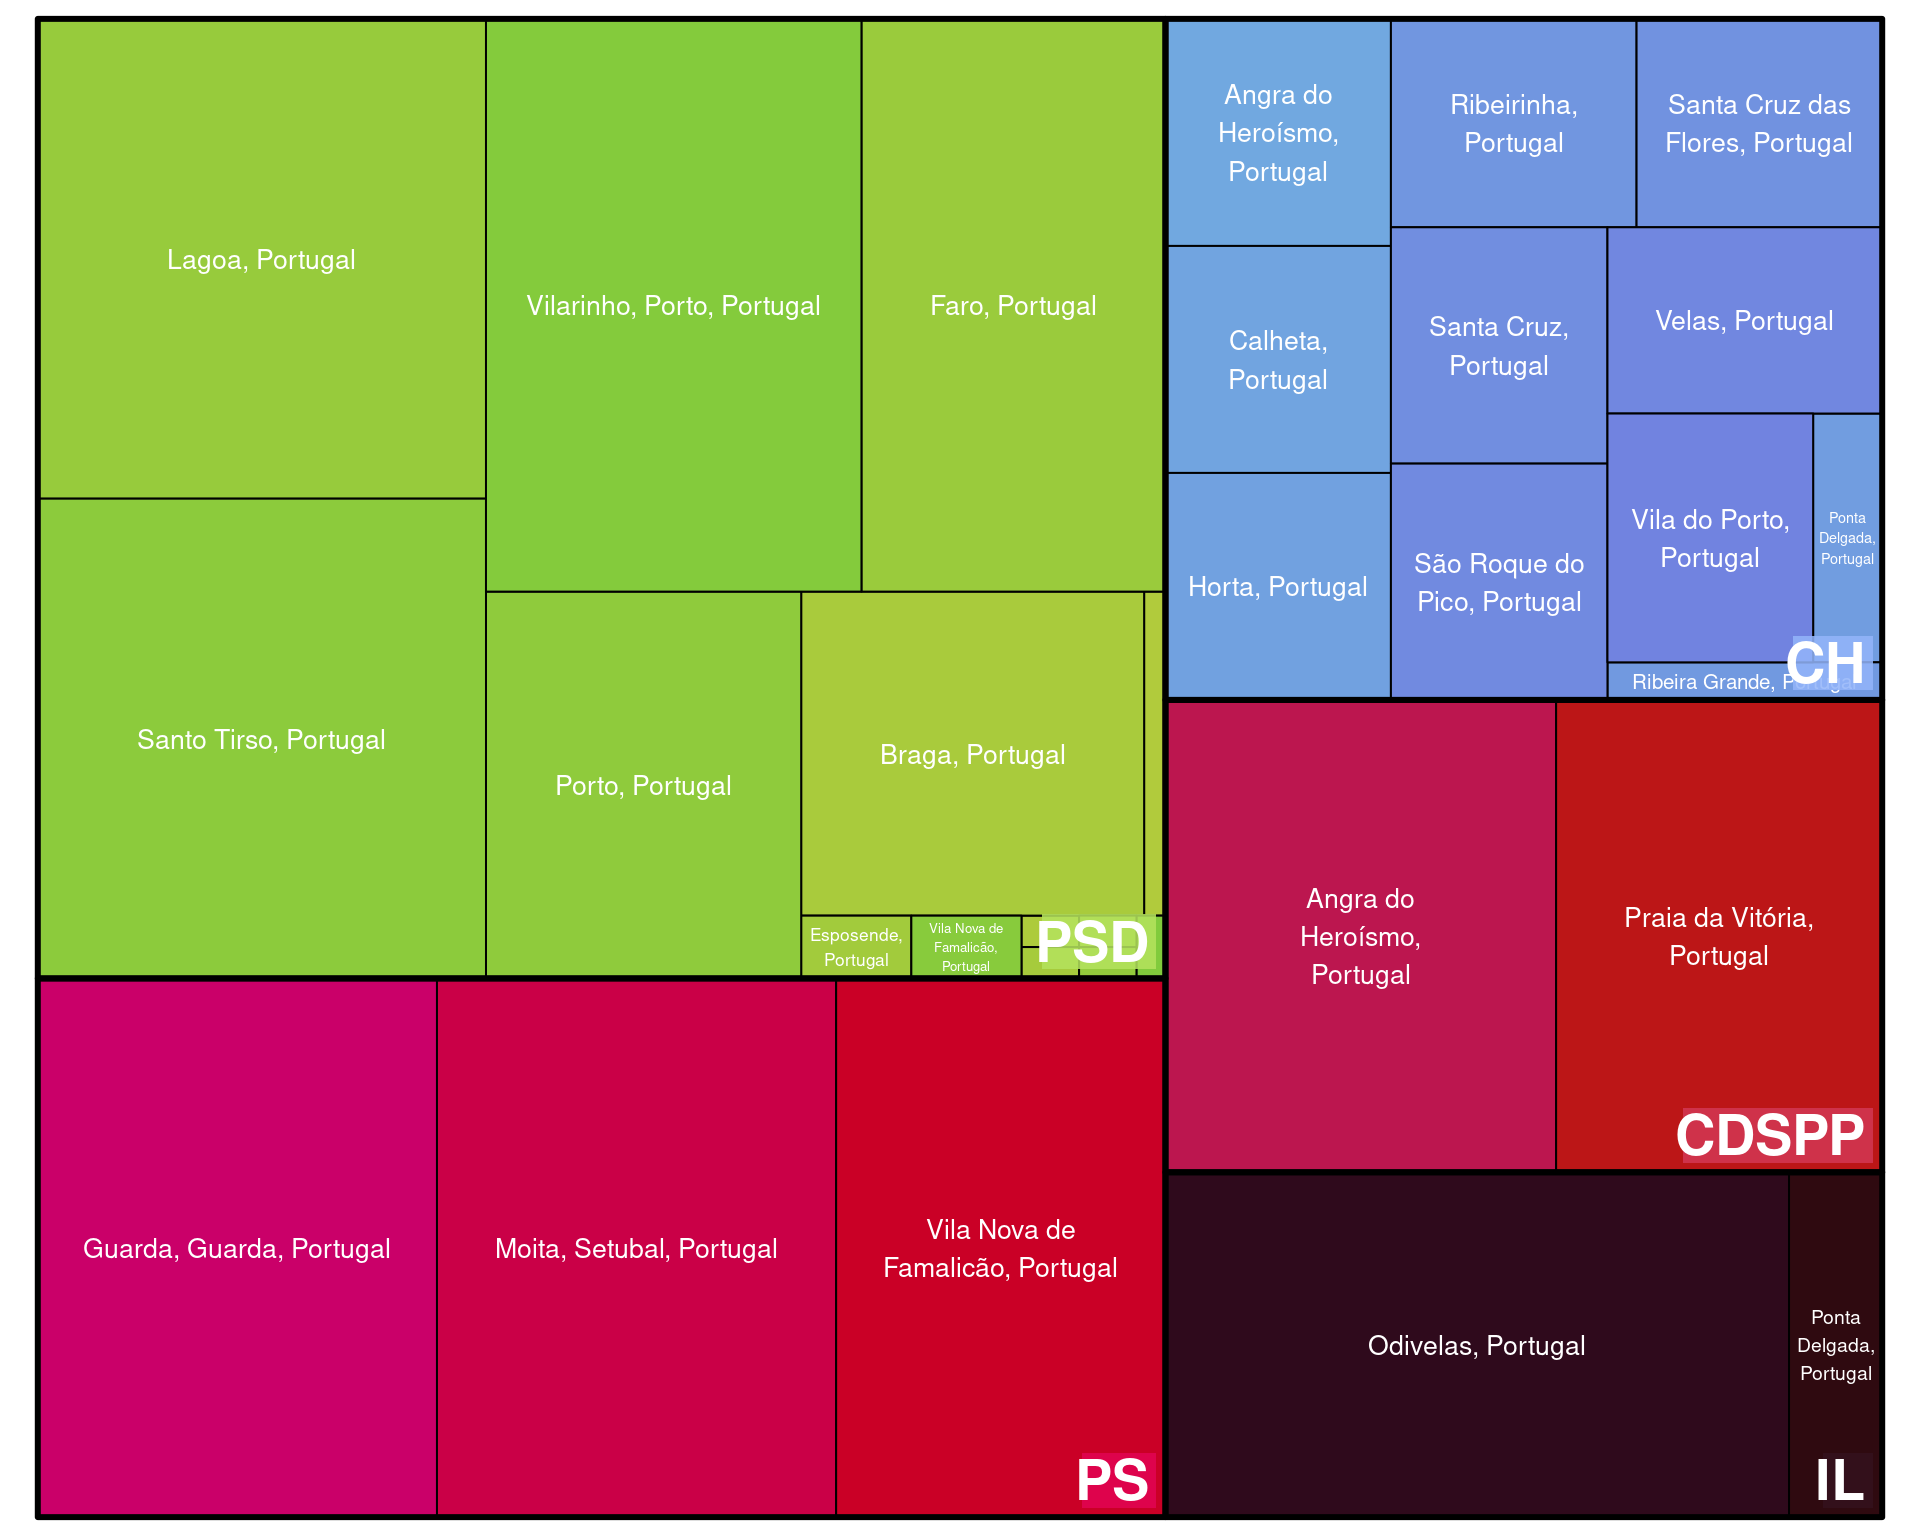 Lagoa, Portugal
Vilarinho, Porto, Portugal
Faro, Portugal
Santo Tirso, Portugal
Porto, Portugal
Braga, Portugal
Esposende,
Portugal
Vila Nova de
Famalicão,
Portugal
PSD
Angra do
Heroísmo,
Portugal
Ribeirinha,
Portugal
Santa Cruz das
Flores, Portugal
Calheta,
Portugal
Santa Cruz,
Portugal
Velas, Portugal
Horta, Portugal
São Roque do
Pico, Portugal
Vila do Porto,
Portugal
Ponta
Delgada,
Portugal
Ribeira Grande, Portugal
CH
Guarda, Guarda, Portugal
Moita, Setubal, Portugal
Vila Nova de
Famalicão, Portugal
PS
Angra do
Heroísmo,
Portugal
Praia da Vitória,
Portugal
CDSPP
Odivelas, Portugal
Ponta
Delgada,
Portugal
IL